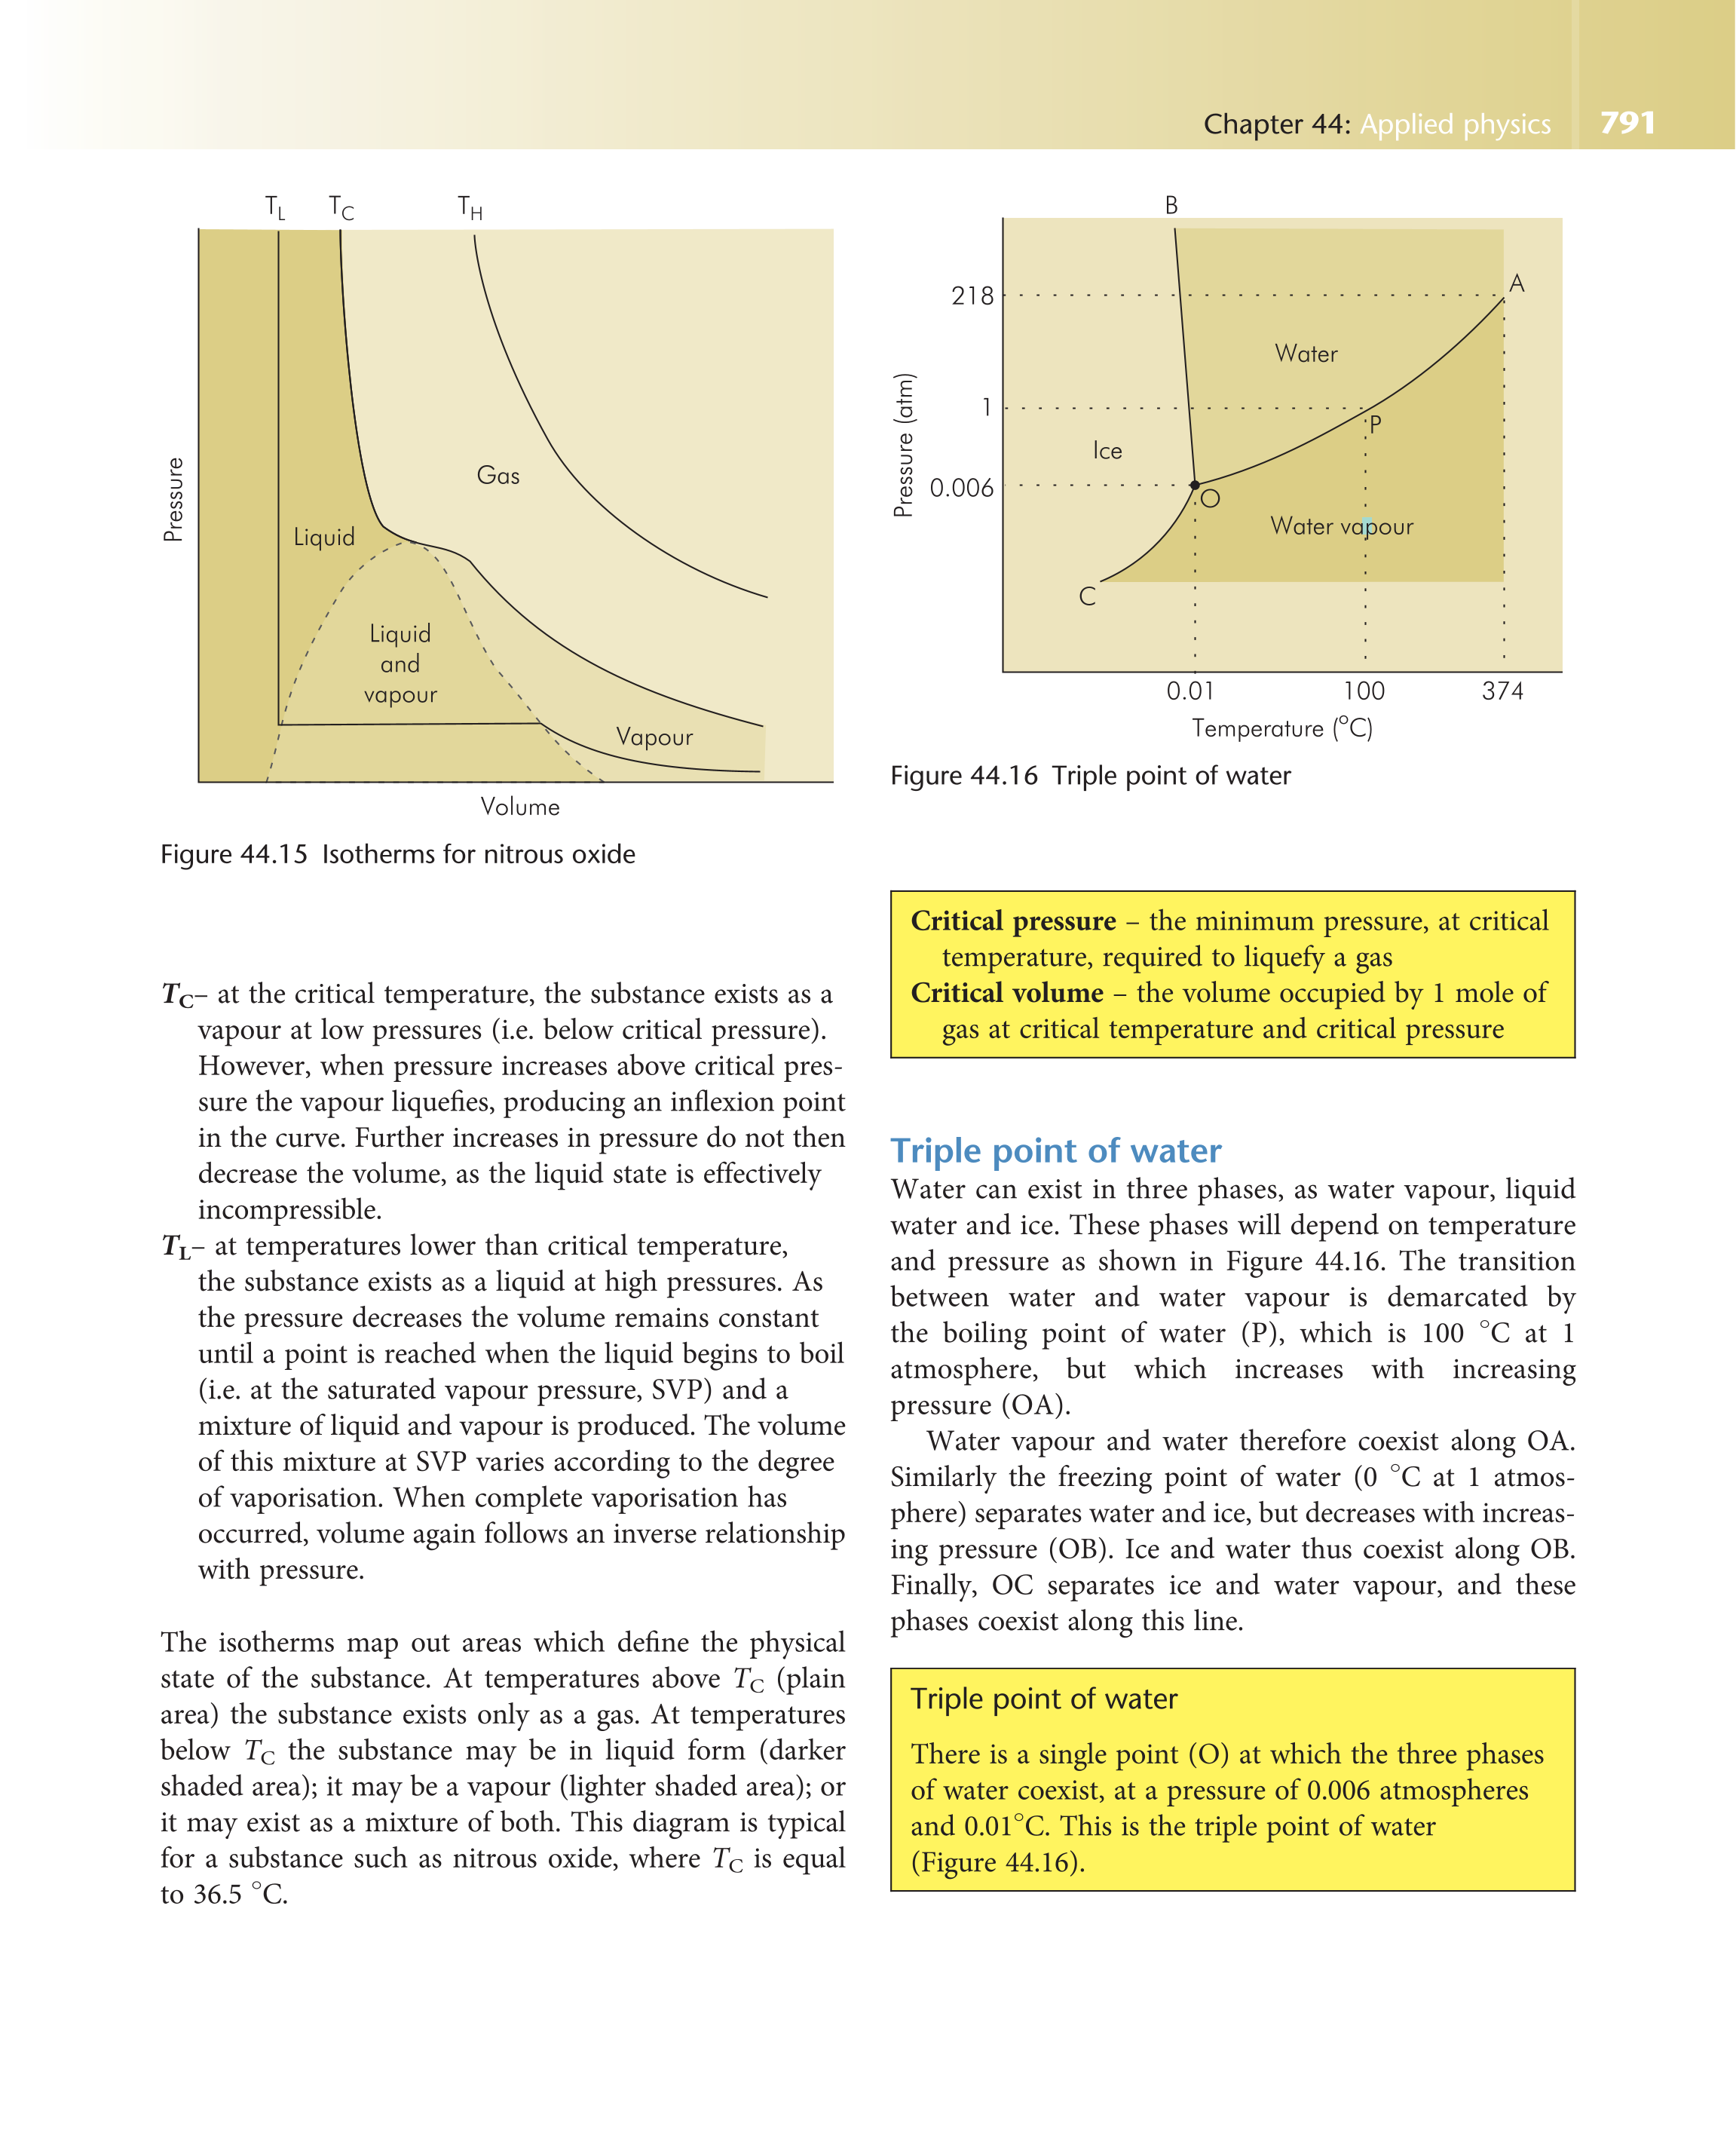 Chapter 44: Applied physics 791
T_L T_C T_H
Pressure
Gas
Liquid
Liquid
and
vapour
Vapour
Volume
Figure 44.15 Isotherms for nitrous oxide
T_C– at the critical temperature, the substance exists as a
vapour at low pressures (i.e. below critical pressure).
However, when pressure increases above critical pres-
sure the vapour liquefies, producing an inflexion point
in the curve. Further increases in pressure do not then
decrease the volume, as the liquid state is effectively
incompressible.
T_L– at temperatures lower than critical temperature,
the substance exists as a liquid at high pressures. As
the pressure decreases the volume remains constant
until a point is reached when the liquid begins to boil
(i.e. at the saturated vapour pressure, SVP) and a
mixture of liquid and vapour is produced. The volume
of this mixture at SVP varies according to the degree
of vaporisation. When complete vaporisation has
occurred, volume again follows an inverse relationship
with pressure.
The isotherms map out areas which define the physical
state of the substance. At temperatures above T_C (plain
area) the substance exists only as a gas. At temperatures
below T_C the substance may be in liquid form (darker
shaded area); it may be a vapour (lighter shaded area); or
it may exist as a mixture of both. This diagram is typical
for a substance such as nitrous oxide, where T_C is equal
to 36.5 °C.
B
A
218
Water
Pressure (atm)
1
P
Ice
0.006
O
Water vapour
C
0.01 100 374
Temperature (°C)
Figure 44.16 Triple point of water
Critical pressure – the minimum pressure, at critical
temperature, required to liquefy a gas
Critical volume – the volume occupied by 1 mole of
gas at critical temperature and critical pressure
Triple point of water
Water can exist in three phases, as water vapour, liquid
water and ice. These phases will depend on temperature
and pressure as shown in Figure 44.16. The transition
between water and water vapour is demarcated by
the boiling point of water (P), which is 100 °C at 1
atmosphere, but which increases with increasing
pressure (OA).
Water vapour and water therefore coexist along OA.
Similarly the freezing point of water (0 °C at 1 atmos-
phere) separates water and ice, but decreases with increas-
ing pressure (OB). Ice and water thus coexist along OB.
Finally, OC separates ice and water vapour, and these
phases coexist along this line.
Triple point of water
There is a single point (O) at which the three phases
of water coexist, at a pressure of 0.006 atmospheres
and 0.01°C. This is the triple point of water
(Figure 44.16).